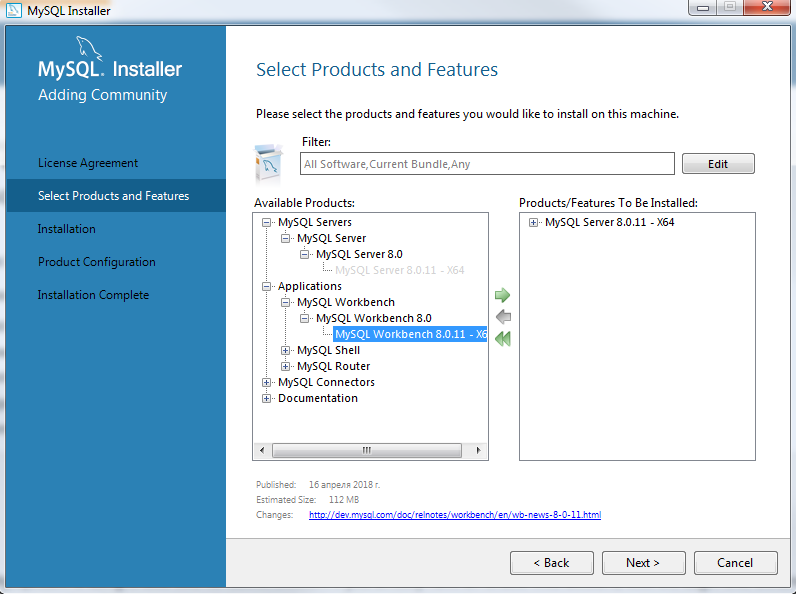 MySQL Installer
MySQL. Installer
Adding Community
License Agreement
Select Products and Features
Installation
Product Configuration
Installation Complete
Select Products and Features
Please select the products and features you would like to install on this machine.
Filter:
All Software,Current Bundle,Any
Edit
Available Products:
MySQL Servers
MySQL Server
MySQL Server 8.0
MySQL Server 8.0.11 - X64
Applications
MySQL Workbench
MySQL Workbench 8.0
MySQL Workbench 8.0.11 - X6
MySQL Shell
MySQL Router
MySQL Connectors
Documentation
Products/Features To Be Installed:
MySQL Server 8.0.11 - X64
Published: 16 апреля 2018 г.
Estimated Size: 112 MB
Changes: http://dev.mysql.com/doc/relnotes/workbench/en/wb-news-8-0-11.html
< Back
Next >
Cancel